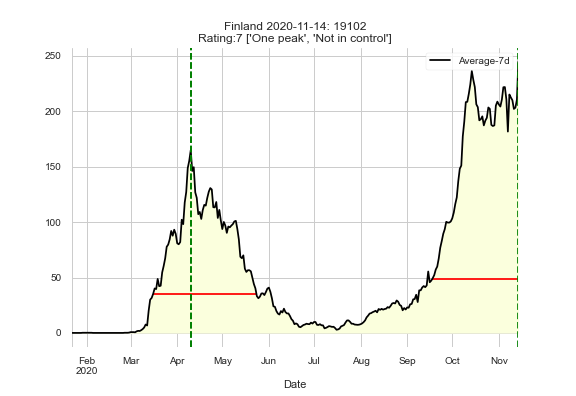 Finland 2020-11-14: 19102
Rating:7 ['One peak', 'Not in control']
Average-7d
250
200
150
100
50
0
Feb Mar Apr May Jun Jul Aug Sep Oct Nov
2020
Date